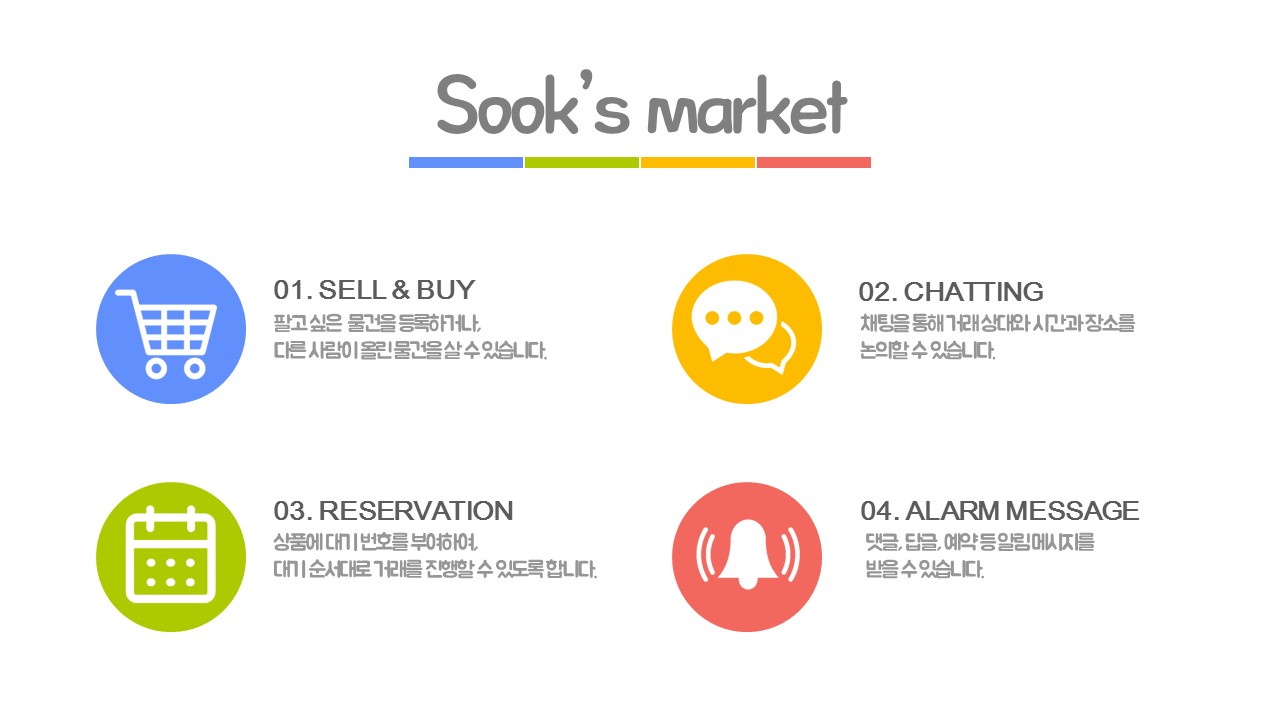 Sook's market
01. SELL & BUY
팔고 싶은 물건을 등록하거나,
다른 사람이 올린 물건을 살 수 있습니다.
02. CHATTING
채팅을 통해 거래 상대와 시간과 장소를
논의할 수 있습니다.
03. RESERVATION
상품에 대기 번호를 부여하여,
대기 순서대로 거래를 진행할 수 있도록 합니다.
04. ALARM MESSAGE
댓글, 답글, 예약 등 알림 메시지를
받을 수 있습니다.